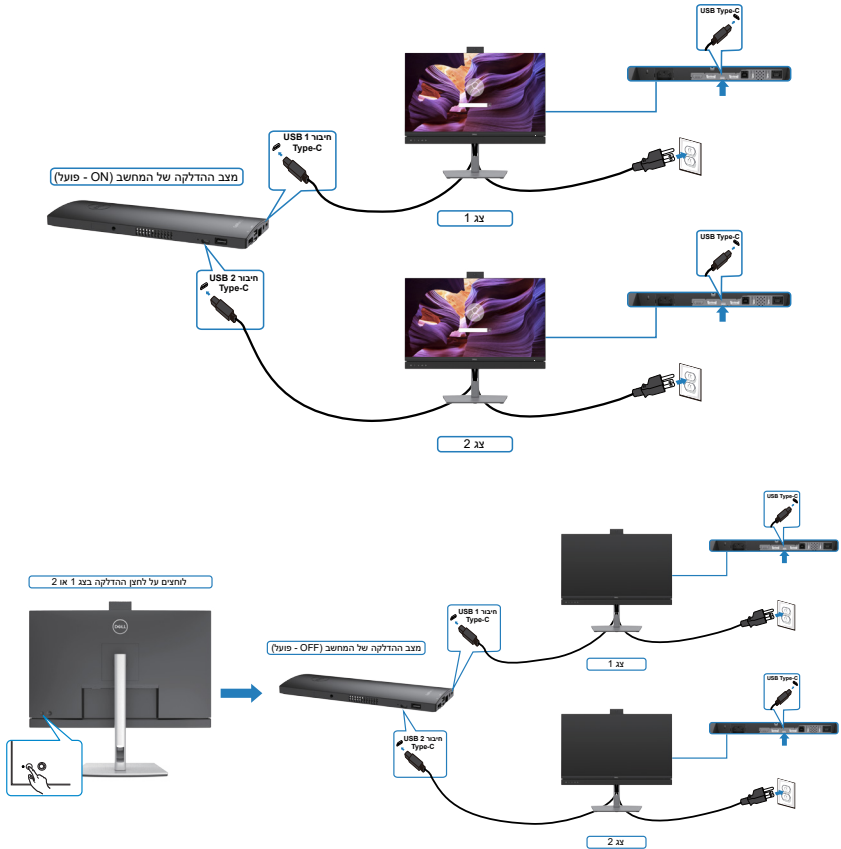 USB Type-C
חיבור 1 USB
Type-C
מצב ההדלקה של המחשב (ON - פועל)
צג 1
USB Type-C
חיבור 2 USB
Type-C
צג 2
USB Type-C
לוחצים על לחצן ההדלקה בצג 1 או 2
DELL
חיבור 1 USB
Type-C
מצב ההדלקה של המחשב (OFF - פועל)
צג 1
USB Type-C
חיבור 2 USB
Type-C
צג 2